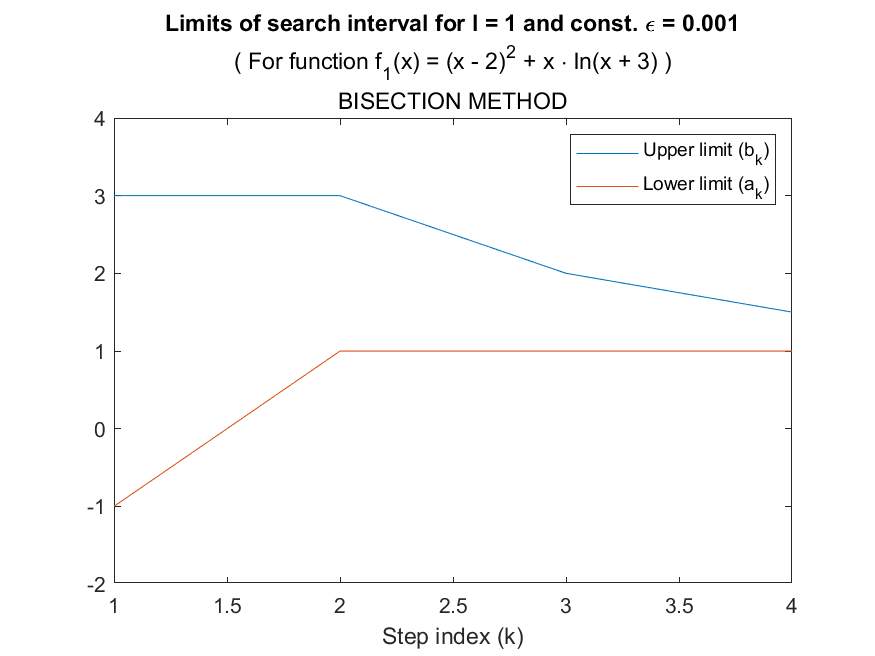 Limits of search interval for l = 1 and const. ϵ = 0.001
( For function f₁(x) = (x - 2)² + x · ln(x + 3) )
BISECTION METHOD
4
3
2
1
0
-1
-2
Upper limit (bₖ)
Lower limit (aₖ)
1 1.5 2 2.5 3 3.5 4
Step index (k)